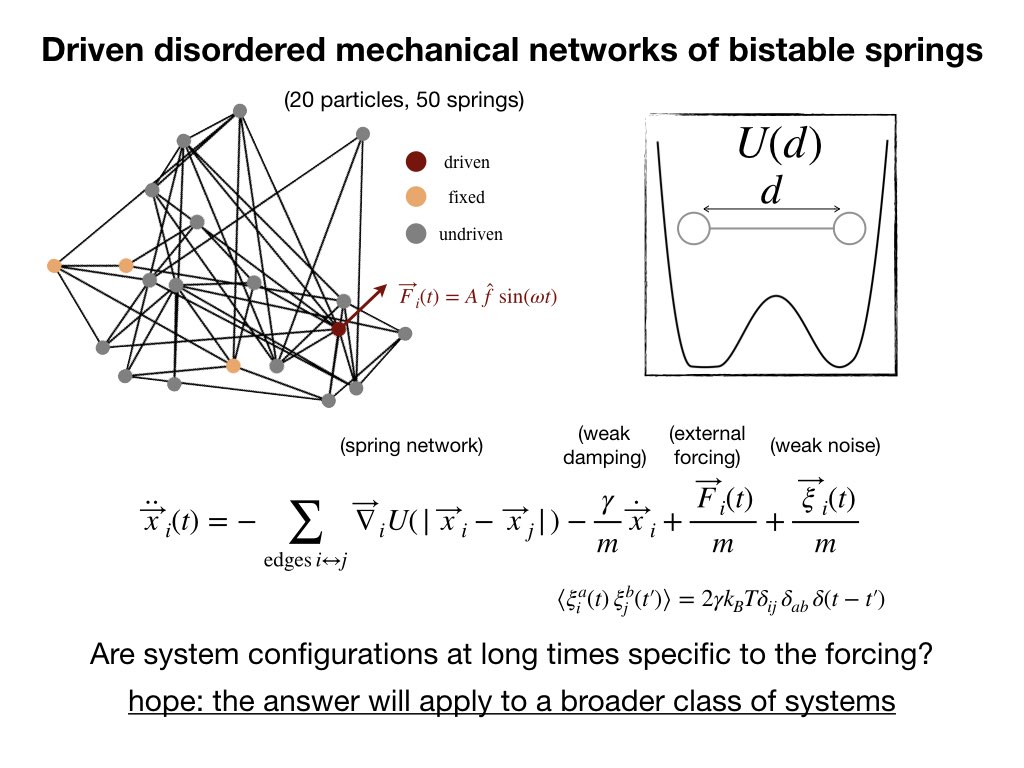 Driven disordered mechanical networks of bistable springs
(20 particles, 50 springs)
driven
fixed
undriven
$\vec{F}_i(t) = A\,\hat{f}\,\sin(\omega t)$
$U(d)$
$d$
(spring network)
(weak
damping)
(external
forcing)
(weak noise)
$\ddot{\vec{x}}_i(t) = -\sum_{\text{edges } i \leftrightarrow j} \vec{\nabla}_i U(|\vec{x}_i - \vec{x}_j|) - \frac{\gamma}{m}\dot{\vec{x}}_i + \frac{\vec{F}_i(t)}{m} + \frac{\vec{\xi}_i(t)}{m}$
$\langle \xi_i^a(t)\,\xi_j^b(t') \rangle = 2\gamma k_B T \delta_{ij}\,\delta_{ab}\,\delta(t - t')$
Are system configurations at long times specific to the forcing?
hope: the answer will apply to a broader class of systems